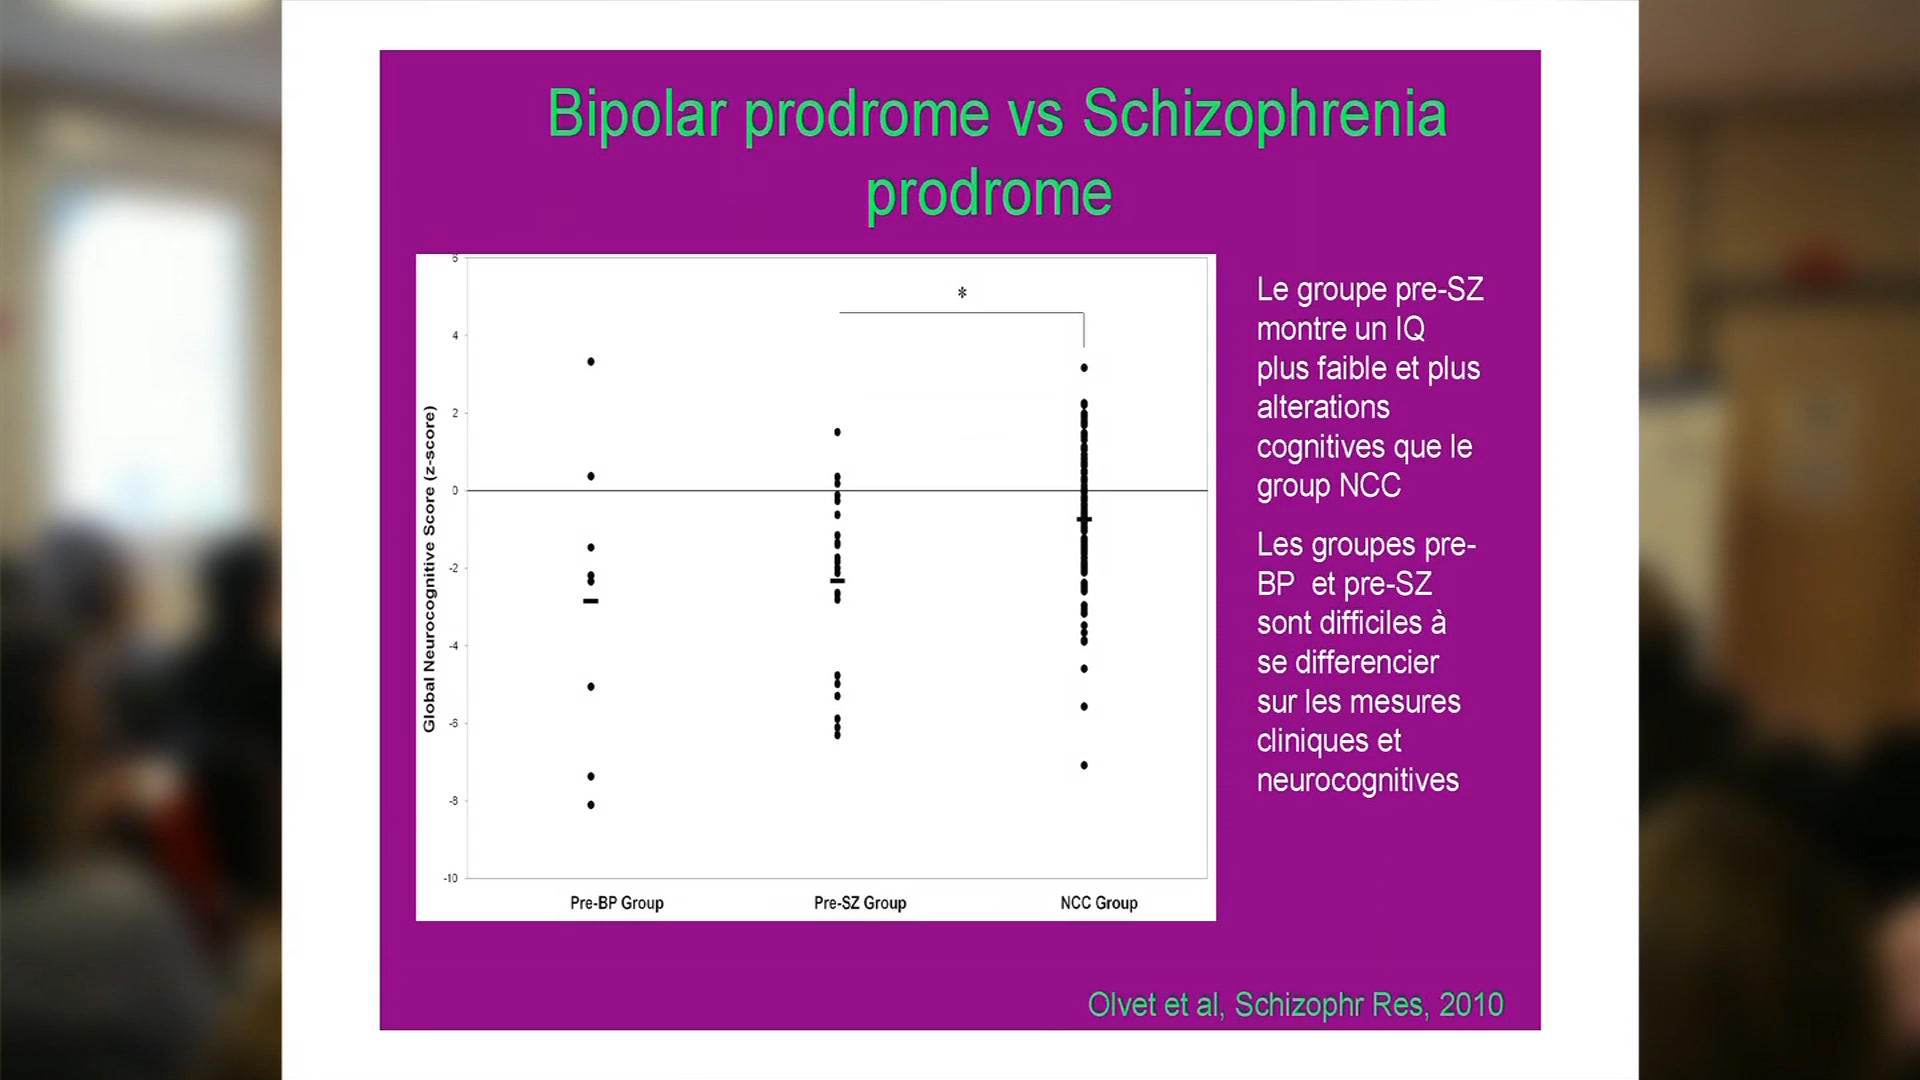 Bipolar prodrome vs Schizophrenia
prodrome
6
4
2
0
-2
-4
-6
-8
-10
Global Neurocognitive Score (z-score)
*
Pre-BP Group
Pre-SZ Group
NCC Group
Le groupe pre-SZ
montre un IQ
plus faible et plus
alterations
cognitives que le
group NCC
Les groupes pre-
BP et pre-SZ
sont difficiles à
se differencier
sur les mesures
cliniques et
neurocognitives
Olvet et al, Schizophr Res, 2010